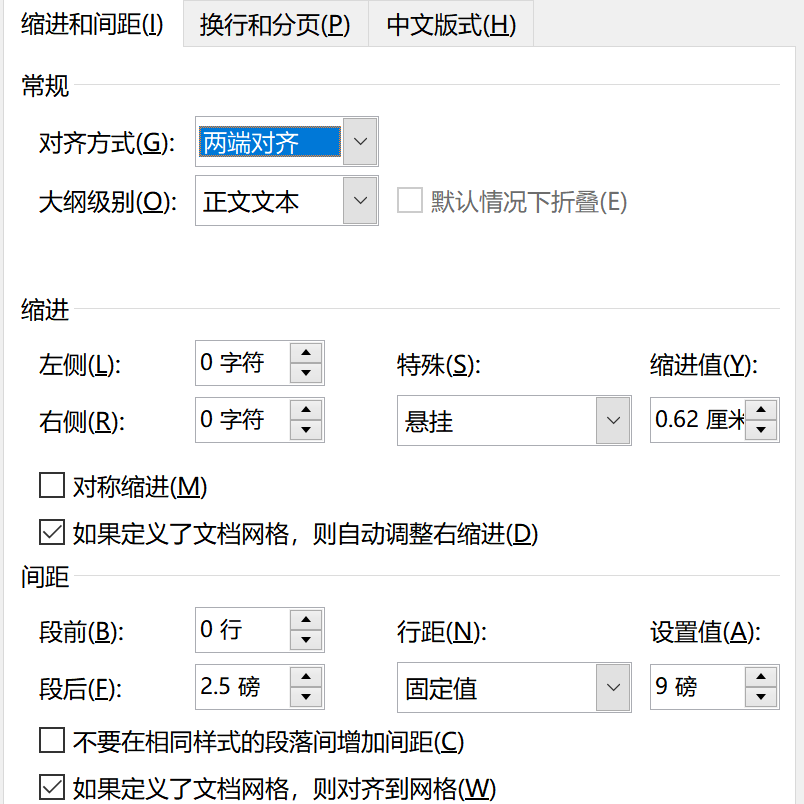 缩进和间距(I) 换行和分页(P) 中文版式(H)
常规
对齐方式(G): 两端对齐
大纲级别(O): 正文文本 默认情况下折叠(E)
缩进
左侧(L): 0 字符 特殊(S): 缩进值(Y):
右侧(R): 0 字符 悬挂 0.62 厘米
对称缩进(M)
如果定义了文档网格，则自动调整右缩进(D)
间距
段前(B): 0 行 行距(N): 设置值(A):
段后(F): 2.5 磅 固定值 9 磅
不要在相同样式的段落间增加间距(C)
如果定义了文档网格，则对齐到网格(W)